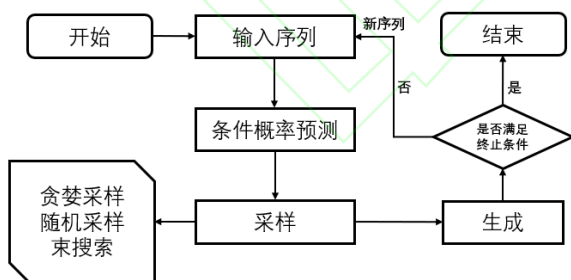 开始
输入序列
新序列
结束
否
是
条件概率预测
是否满足
终止条件
贪婪采样
随机采样
束搜索
采样
生成